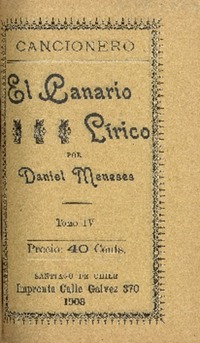 CANCIONERO
El Canario
Lírico
POR
Daniel Meneses
Tomo IV
Precio: 40 Cents.
SANTIAGO DE CHILE
Imprenta Calle Galvez 370
1908